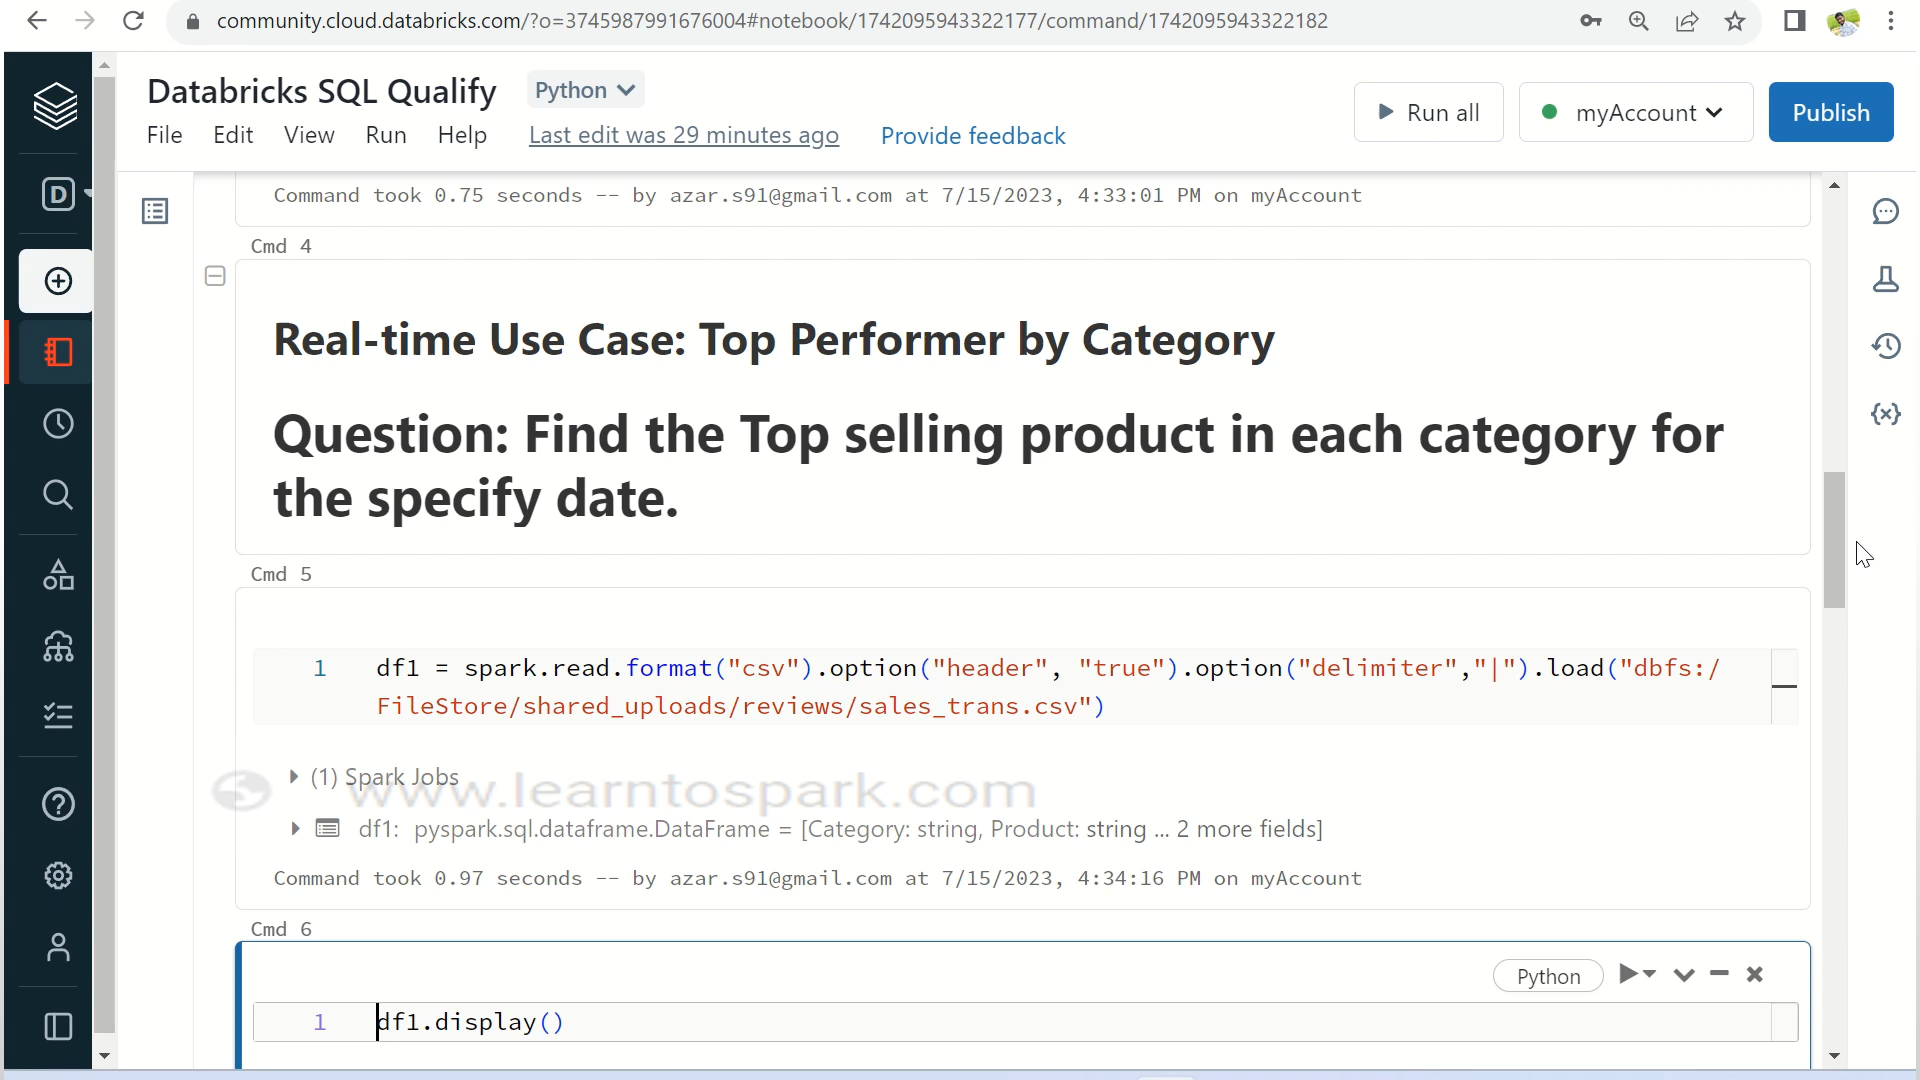 community.cloud.databricks.com/?o=3745987991676004#notebook/1742095943322177/command/1742095943322182
Databricks SQL Qualify Python
Run all myAccount Publish
File Edit View Run Help Last edit was 29 minutes ago Provide feedback
D
Command took 0.75 seconds -- by azar.s91@gmail.com at 7/15/2023, 4:33:01 PM on myAccount
Cmd 4
Real-time Use Case: Top Performer by Category
Question: Find the Top selling product in each category for
the specify date.
Cmd 5
1 df1 = spark.read.format("csv").option("header", "true").option("delimiter","|").load("dbfs:/
FileStore/shared_uploads/reviews/sales_trans.csv")
(1) Spark Jobs
www.learntospark.com
df1: pyspark.sql.dataframe.DataFrame = [Category: string, Product: string ... 2 more fields]
Command took 0.97 seconds -- by azar.s91@gmail.com at 7/15/2023, 4:34:16 PM on myAccount
Cmd 6
Python
1 df1.display()